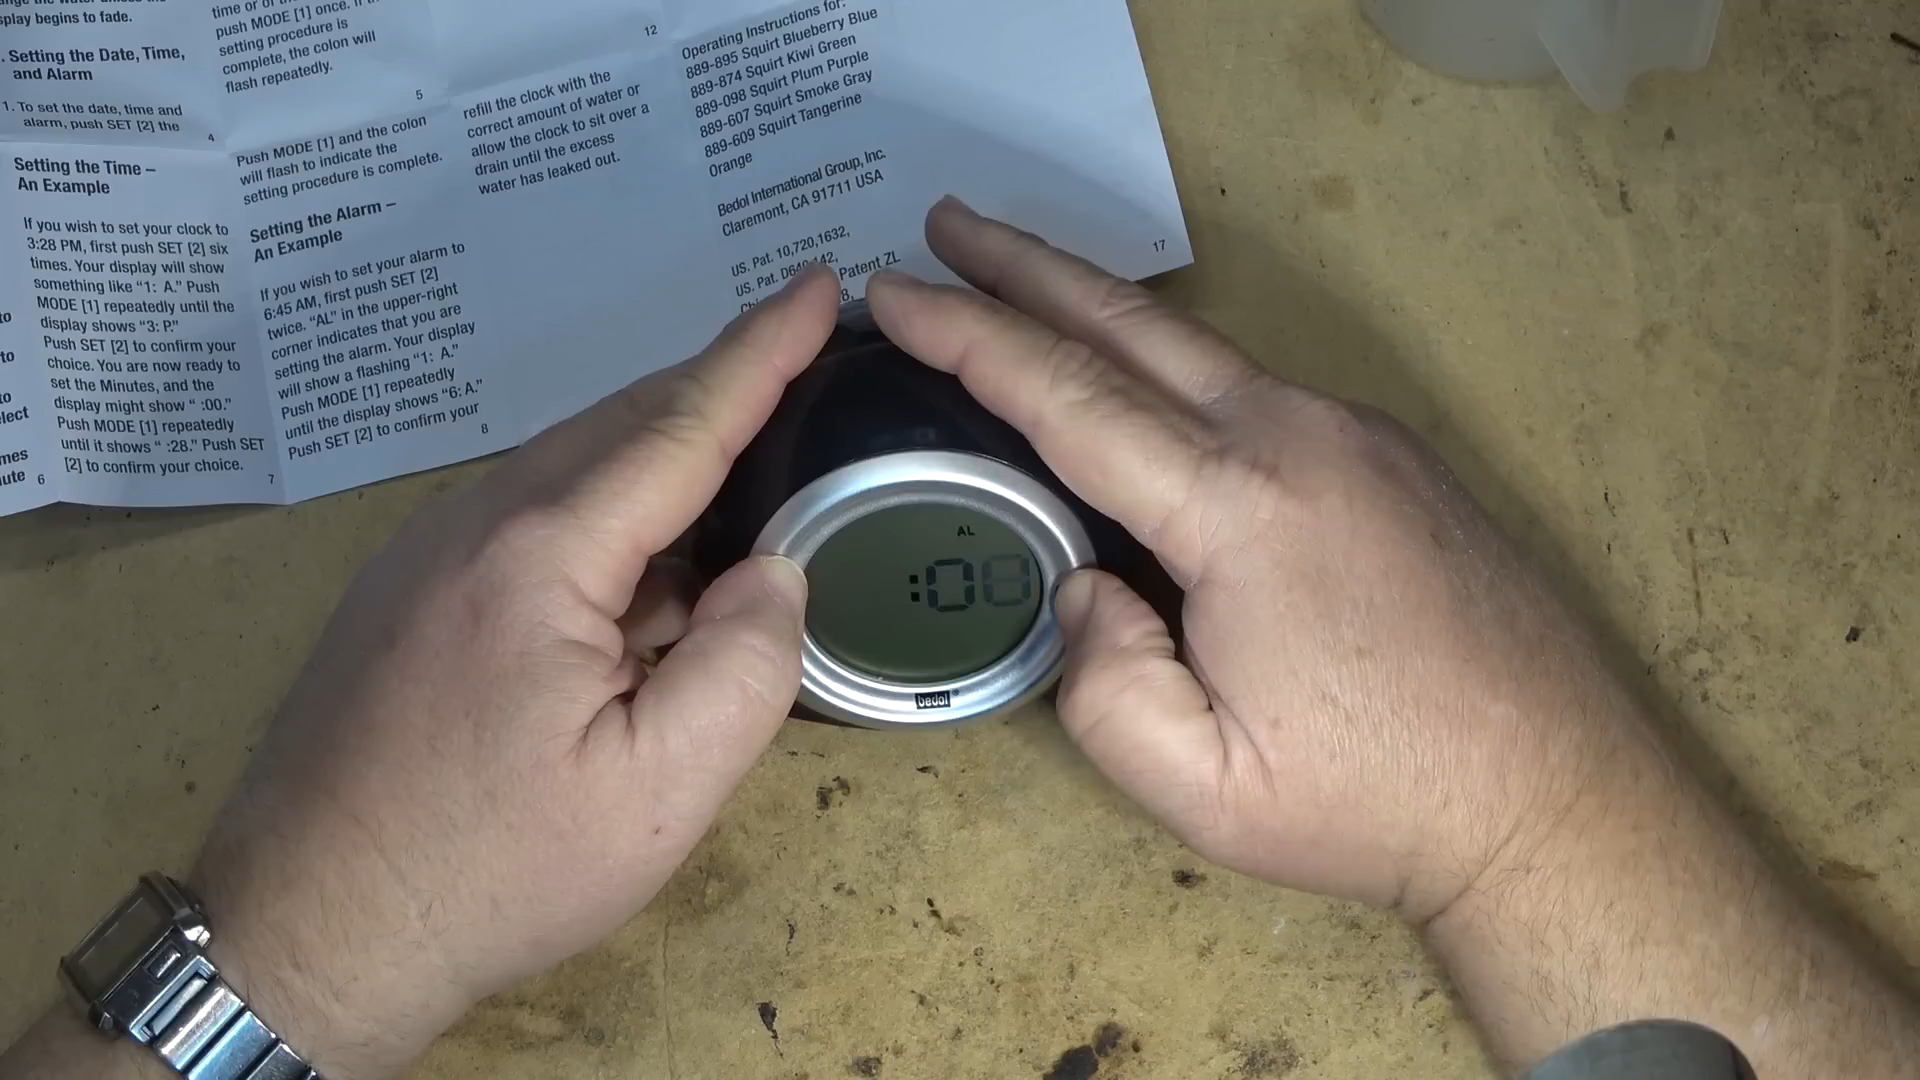 splay begins to fade.
. Setting the Date, Time,
and Alarm
1. To set the date, time and
alarm, push SET [2] the
4
time or
push MODE [1] once. If
setting procedure is
complete, the colon will
flash repeatedly.
5
12
Operating Instructions for:
889-895 Squirt Blueberry Blue
889-874 Squirt Kiwi Green
889-098 Squirt Plum Purple
889-607 Squirt Smoke Gray
889-609 Squirt Tangerine
Orange
Bedol International Group, Inc.
Claremont, CA 91711 USA
US. Pat. 10,720,1632,
US. Pat.
Patent ZL
17
refill the clock with the
correct amount of water or
allow the clock to sit over a
drain until the excess
water has leaked out.
Push MODE [1] and the colon
will flash to indicate the
setting procedure is complete.
Setting the Alarm –
An Example
If you wish to set your alarm to
6:45 AM, first push SET [2]
twice. "AL" in the upper-right
corner indicates that you are
setting the alarm. Your display
will show a flashing "1: A."
Push MODE [1] repeatedly
until the display shows "6: A."
Push SET [2] to confirm your
8
Setting the Time –
An Example
If you wish to set your clock to
3:28 PM, first push SET [2] six
times. Your display will show
something like "1: A." Push
MODE [1] repeatedly until the
display shows "3: P."
Push SET [2] to confirm your
choice. You are now ready to
set the Minutes, and the
display might show " :00."
Push MODE [1] repeatedly
until it shows " :28." Push SET
[2] to confirm your choice.
7
to
to
6
AL
bedol®